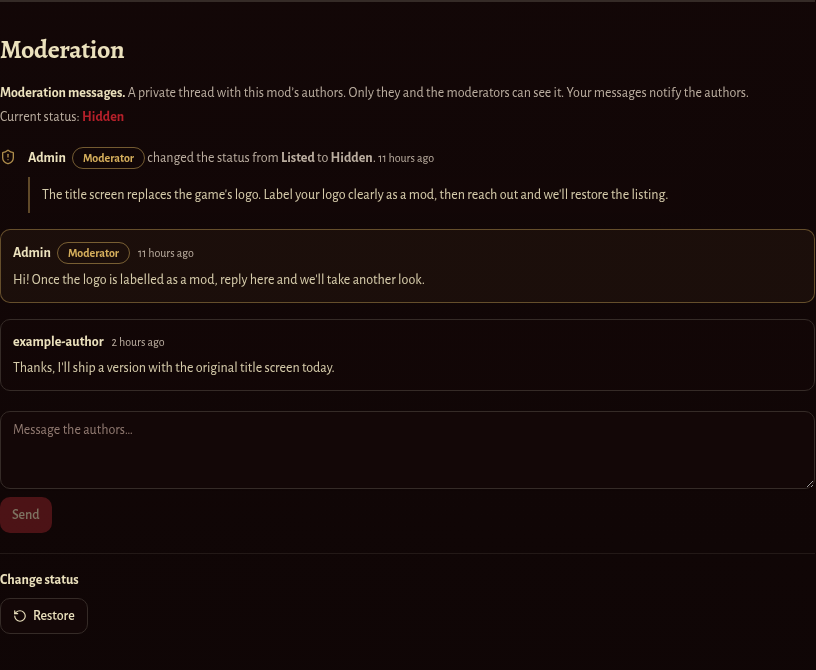 Moderation
Moderation messages. A private thread with this mod's authors. Only they and the moderators can see it. Your messages notify the authors.
Current status: Hidden
Admin Moderator changed the status from Listed to Hidden. 11 hours ago
The title screen replaces the game's logo. Label your logo clearly as a mod, then reach out and we'll restore the listing.
Admin Moderator 11 hours ago
Hi! Once the logo is labelled as a mod, reply here and we'll take another look.
example-author 2 hours ago
Thanks, I'll ship a version with the original title screen today.
Message the authors…
Send
Change status
Restore